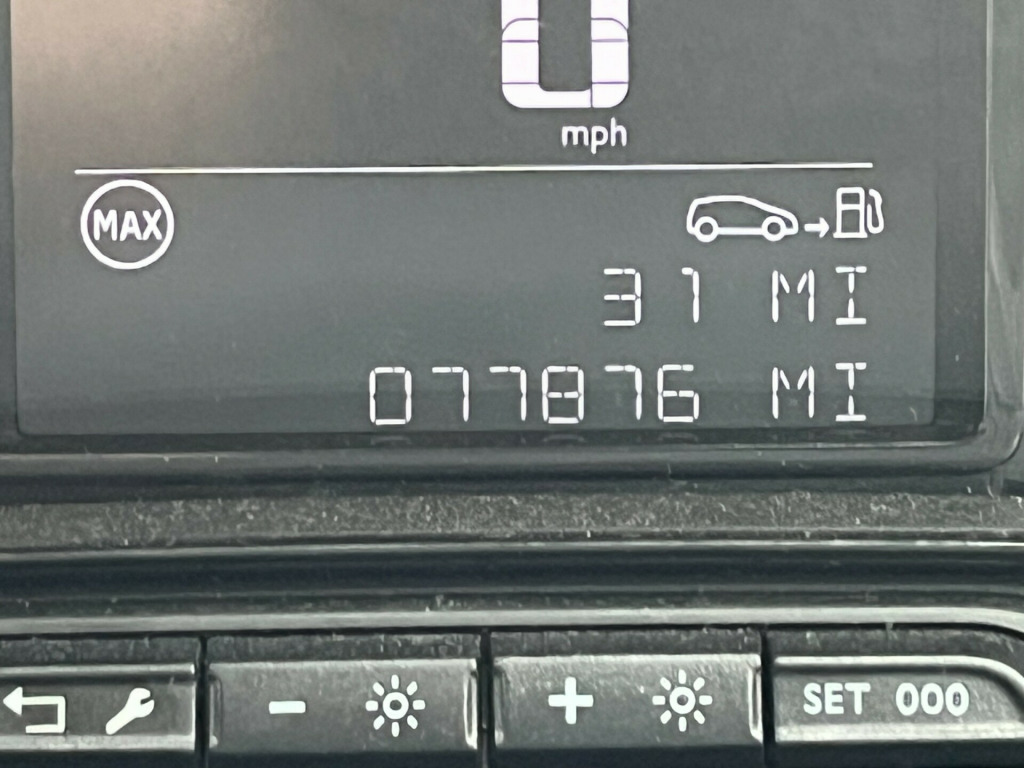 0
mph
MAX
31 MI
077876 MI
- + SET 000